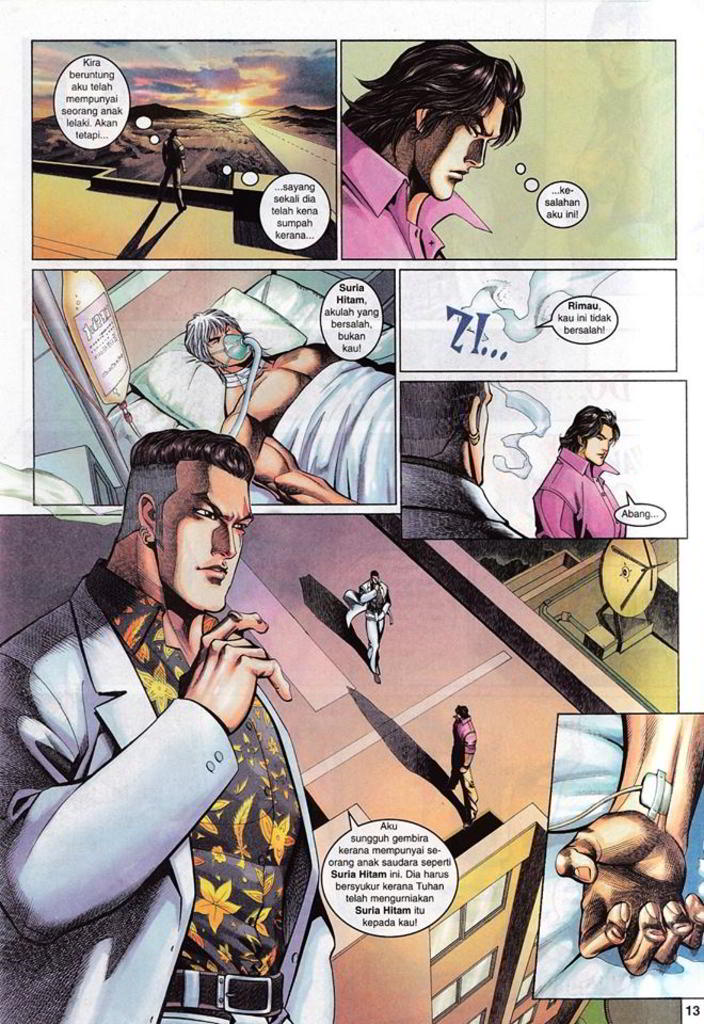 Kira
beruntung
aku telah
mempunyai
seorang anak
lelaki. Akan
tetapi...
...sayang
sekali dia
telah kena
sumpah
kerana...
...ke-
salahan
aku ini!
Suria
Hitam,
akulah yang
bersalah,
bukan
kau!
?!...
Rimau,
kau ini tidak
bersalah!
Abang...
Aku
sungguh gembira
kerana mempunyai se-
orang anak saudara seperti
Suria Hitam ini. Dia harus
bersyukur kerana Tuhan
telah mengurniakan
Suria Hitam itu
kepada kau!
13